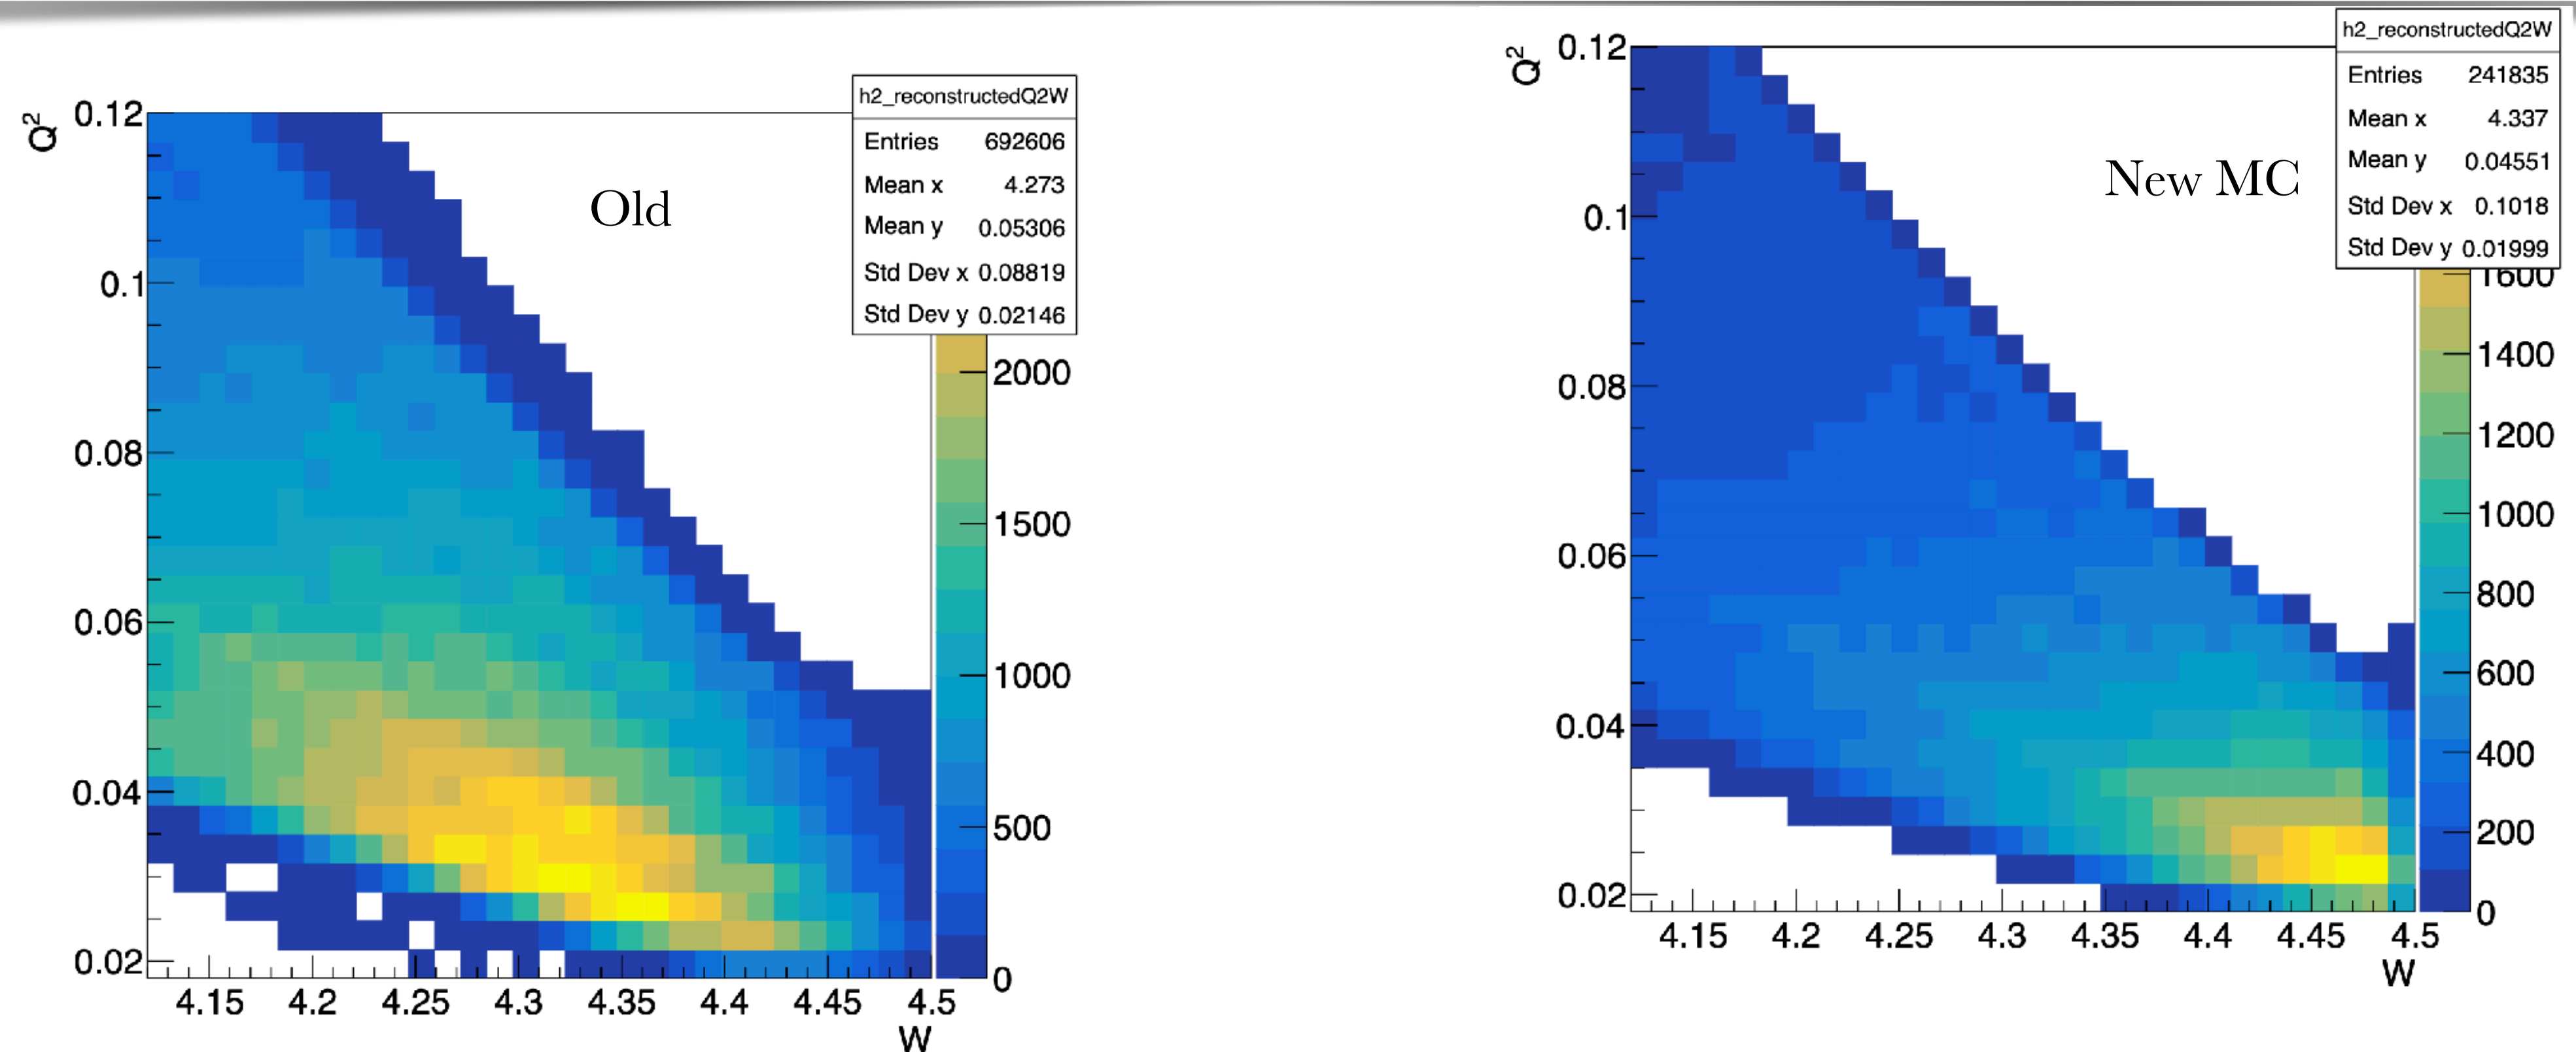 Old
h2_reconstructedQ2W
Entries 692606
Mean x 4.273
Mean y 0.05306
Std Dev x 0.08819
Std Dev y 0.02146
Q²
0.12
0.1
0.08
0.06
0.04
0.02
4.15 4.2 4.25 4.3 4.35 4.4 4.45 4.5
W
2000
1500
1000
500
0
New MC
h2_reconstructedQ2W
Entries 241835
Mean x 4.337
Mean y 0.04551
Std Dev x 0.1018
Std Dev y 0.01999
Q²
0.12
0.1
0.08
0.06
0.04
0.02
4.15 4.2 4.25 4.3 4.35 4.4 4.45 4.5
W
1600
1400
1200
1000
800
600
400
200
0